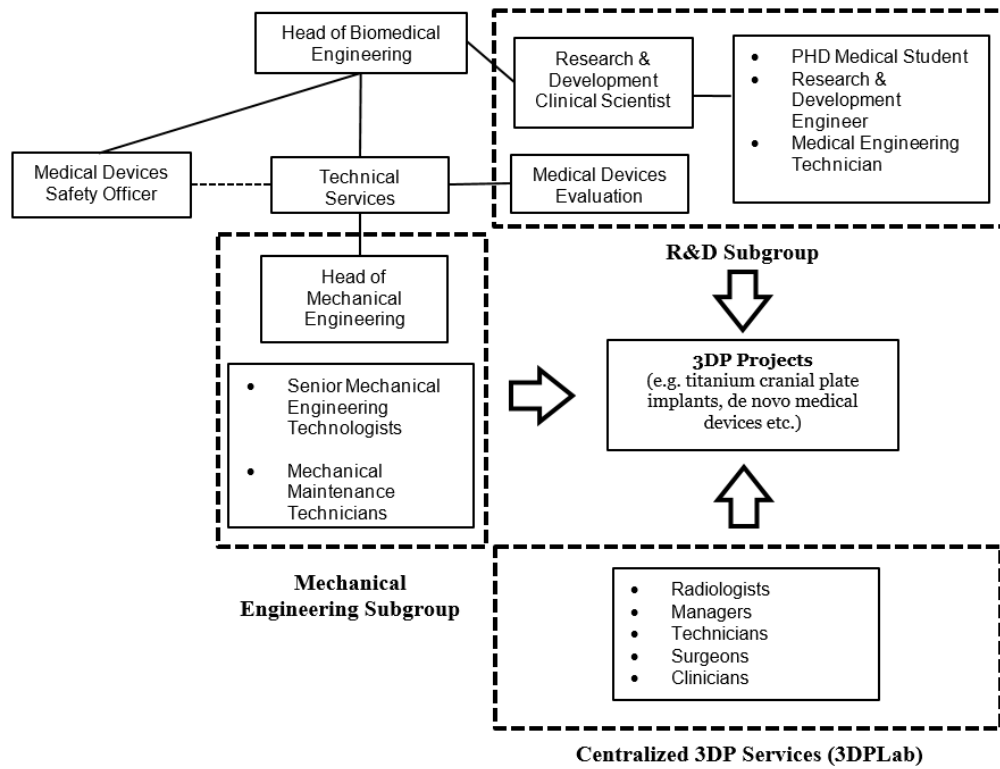 Head of Biomedical
Engineering
Research &
Development
Clinical Scientist
• PHD Medical Student
• Research &
Development
Engineer
• Medical Engineering
Technician
Medical Devices
Safety Officer
Technical
Services
Medical Devices
Evaluation
R&D Subgroup
Head of
Mechanical
Engineering
• Senior Mechanical
Engineering
Technologists
• Mechanical
Maintenance
Technicians
Mechanical
Engineering Subgroup
3DP Projects
(e.g. titanium cranial plate
implants, de novo medical
devices etc.)
• Radiologists
• Managers
• Technicians
• Surgeons
• Clinicians
Centralized 3DP Services (3DPLab)